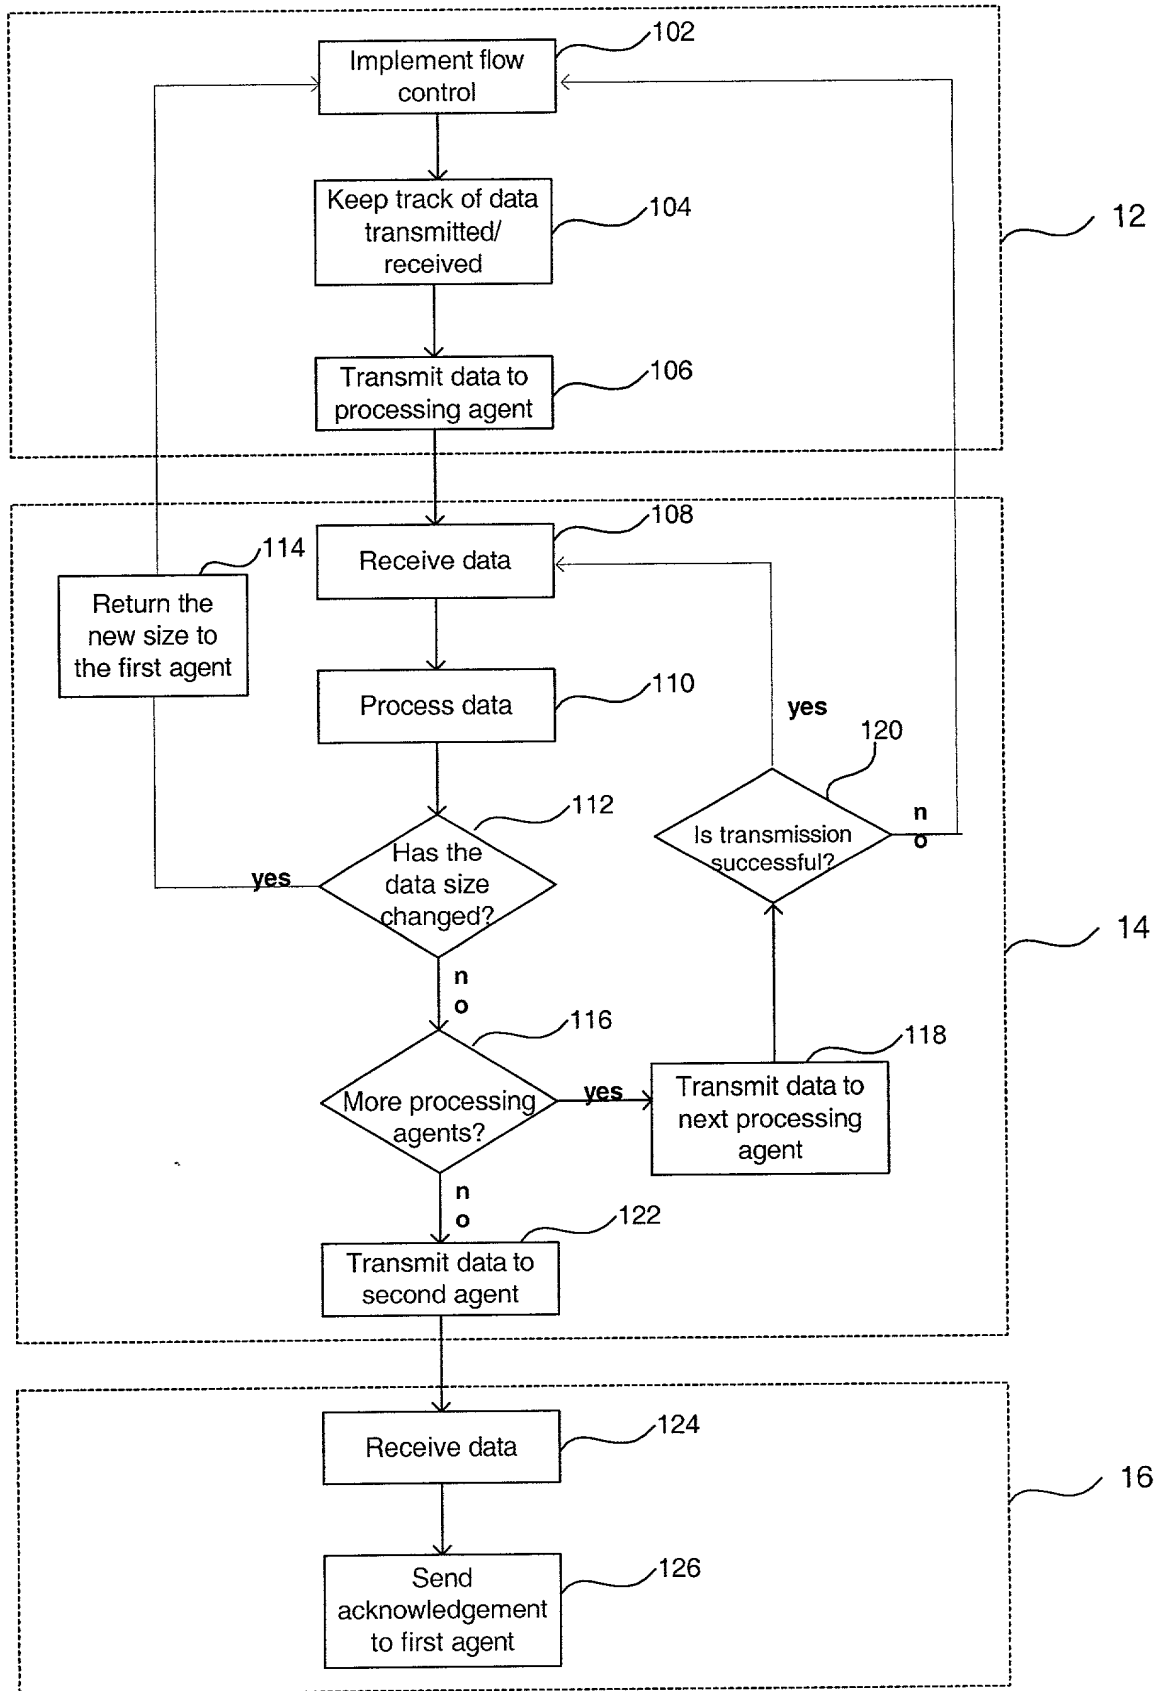 102
Implement flow
control
Keep track of data
transmitted/
received
104
12
Transmit data to
processing agent
106
108
Receive data
114
Return the
new size to
the first agent
Process data
110
yes
120
112
Is transmission
successful?
n
o
Has the
data size
changed?
yes
14
n
o
116
118
More processing
agents?
yes
Transmit data to
next processing
agent
n
o
122
Transmit data to
second agent
Receive data
124
16
Send
acknowledgement
to first agent
126